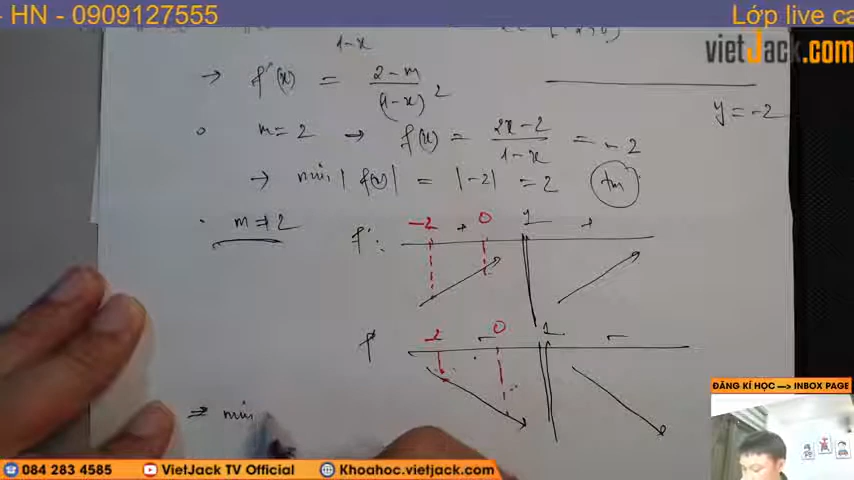 - HN - 0909127555
Lớp live ca
vietJack.com
1-x
→ f'(x) = \frac{2-m}{(1-x)^2}
y = -2
m = 2 → f(x) = \frac{2x-2}{1-x} = -2
→ min |f(x)| = |-2| = 2 (tm)
m ≠ 2
f': -2 + 0 1 +
f' -2 - 0 1 -
⇒ min
ĐĂNG KÍ HỌC —> INBOX PAGE
084 283 4585 VietJack TV Official Khoahoc.vietjack.com